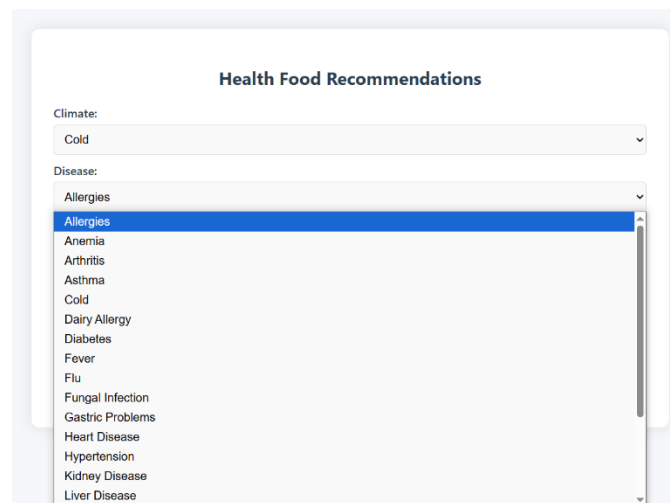 Health Food Recommendations
Climate:
Cold
Disease:
Allergies
Allergies
Anemia
Arthritis
Asthma
Cold
Dairy Allergy
Diabetes
Fever
Flu
Fungal Infection
Gastric Problems
Heart Disease
Hypertension
Kidney Disease
Liver Disease